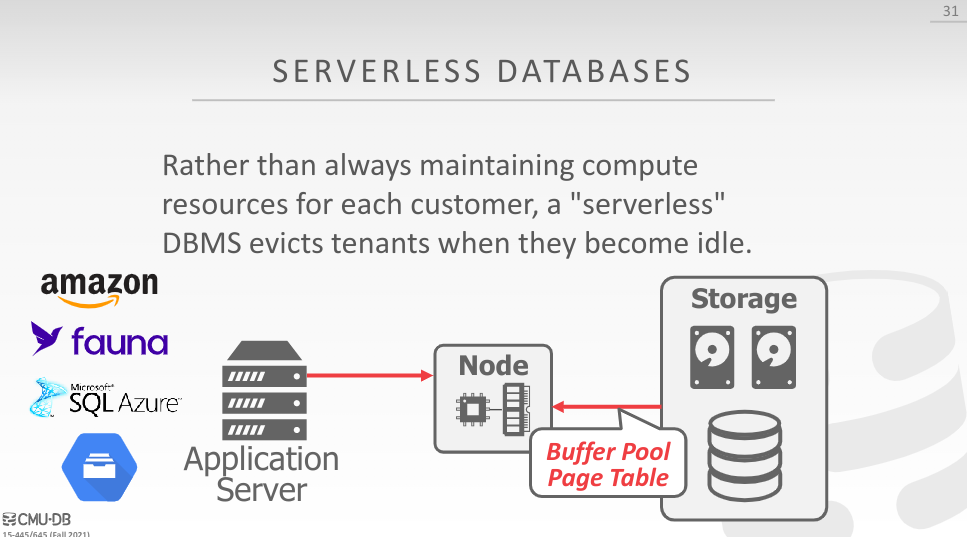 31
SERVERLESS DATABASES
Rather than always maintaining compute
resources for each customer, a "serverless"
DBMS evicts tenants when they become idle.
amazon
fauna
Microsoft®
SQL Azure™
Application
Server
Node
Storage
Buffer Pool
Page Table
CMU·DB
15-445/645 (Fall 2021)